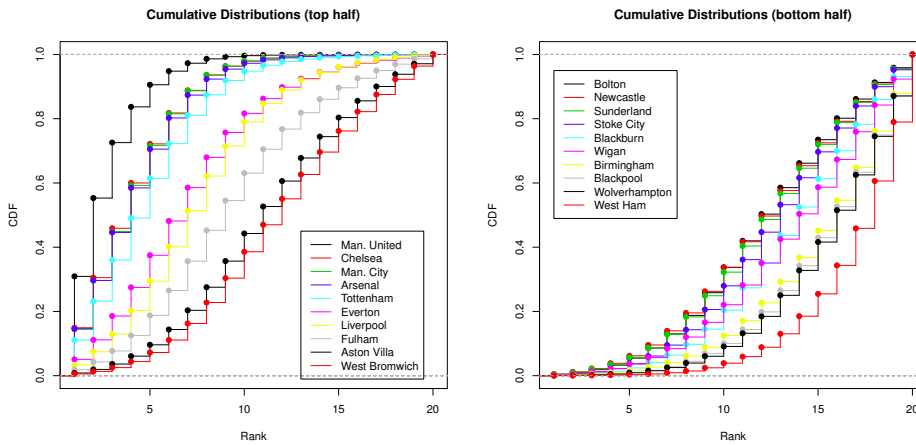 Cumulative Distributions (top half)
CDF
1.0
0.8
0.6
0.4
0.2
0.0
Man. United
Chelsea
Man. City
Arsenal
Tottenham
Everton
Liverpool
Fulham
Aston Villa
West Bromwich
5
10
15
20
Rank
Cumulative Distributions (bottom half)
CDF
1.0
0.8
0.6
0.4
0.2
0.0
Bolton
Newcastle
Sunderland
Stoke City
Blackburn
Wigan
Birmingham
Blackpool
Wolverhampton
West Ham
5
10
15
20
Rank